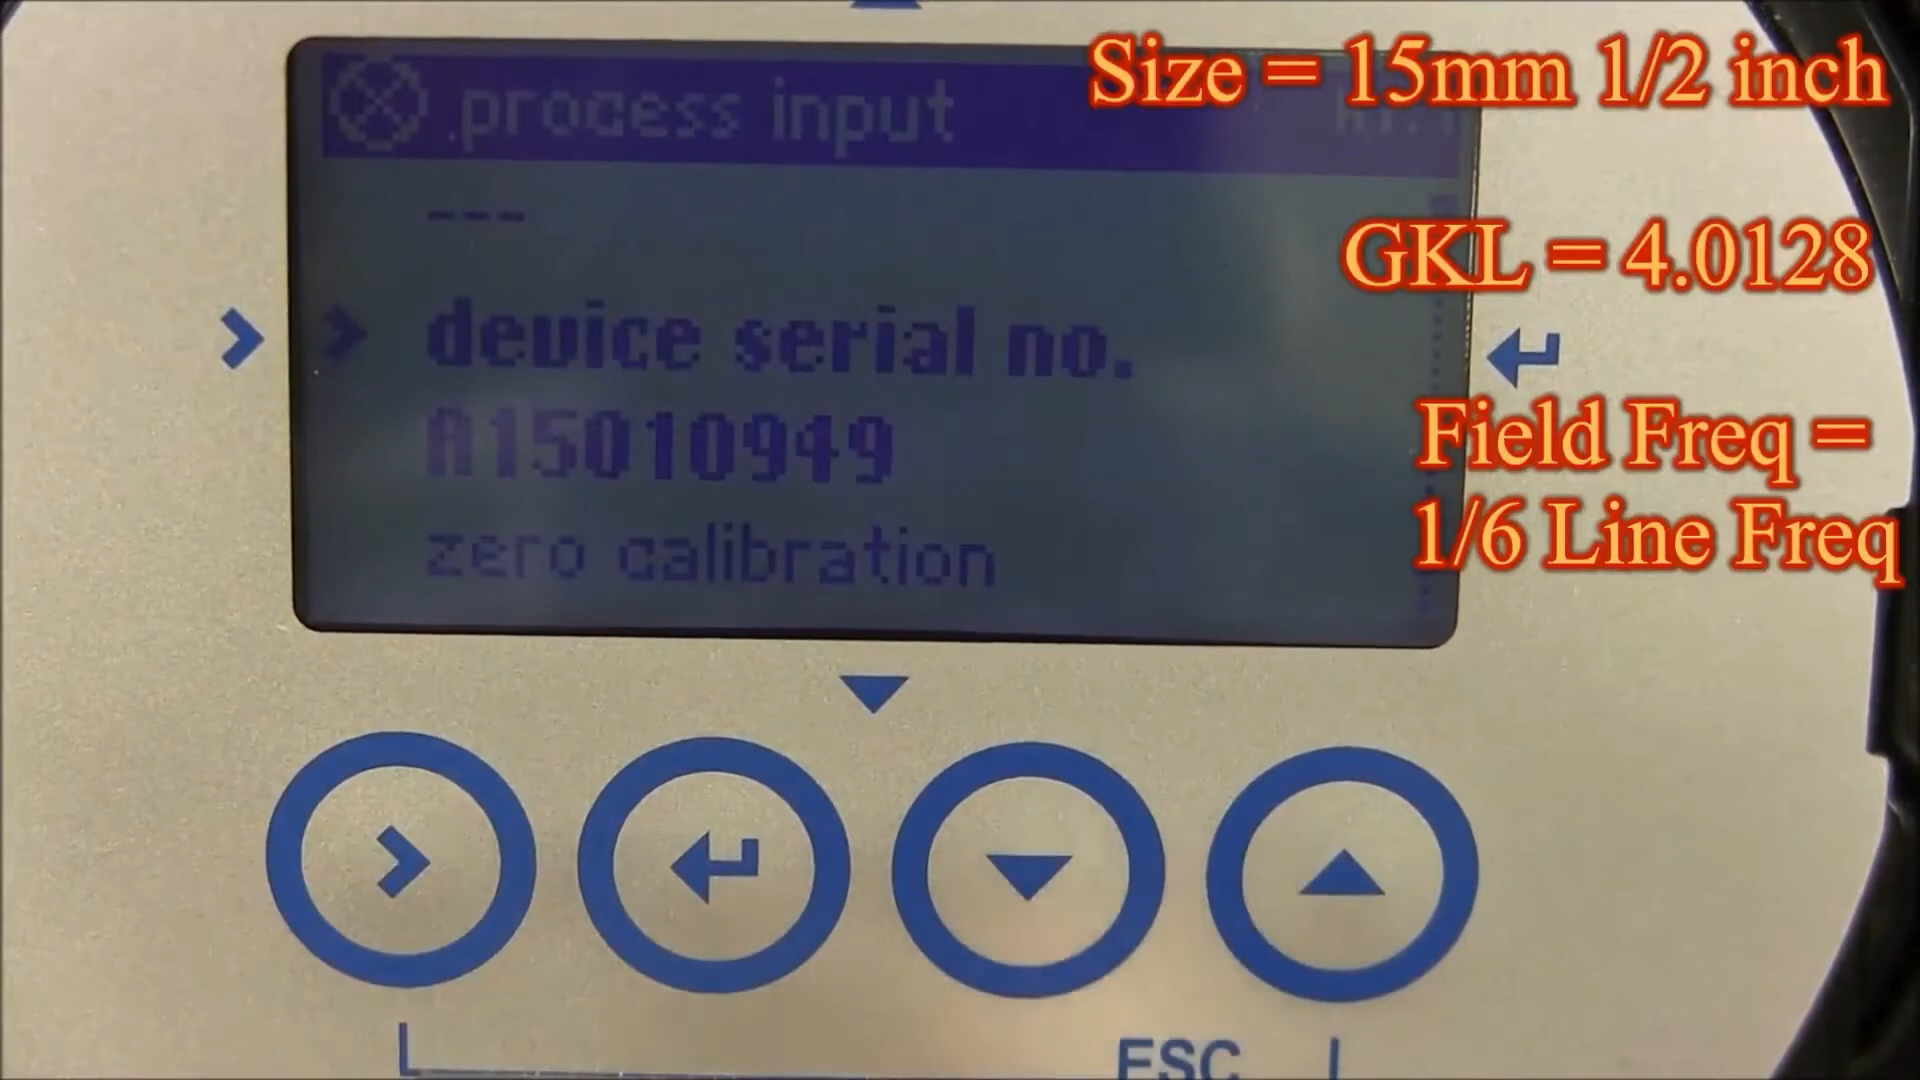 process input
Size = 15mm 1/2 inch
---
GKL = 4.0128
device serial no.
A15010949
Field Freq =
1/6 Line Freq
zero calibration
ESC